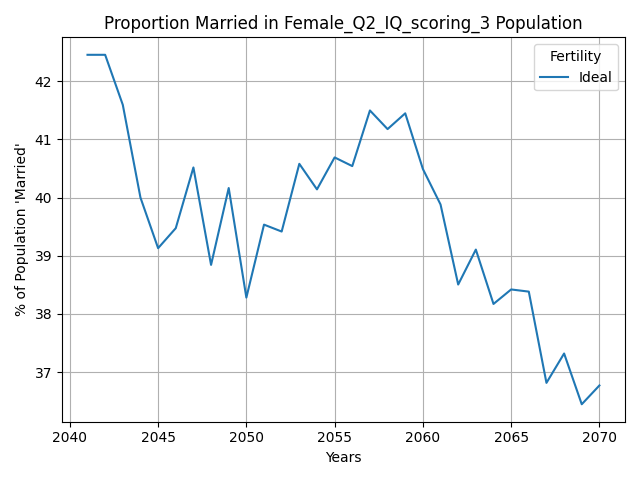 Proportion Married in Female_Q2_IQ_scoring_3 Population
Fertility
Ideal
% of Population 'Married'
42
41
40
39
38
37
2040 2045 2050 2055 2060 2065 2070
Years